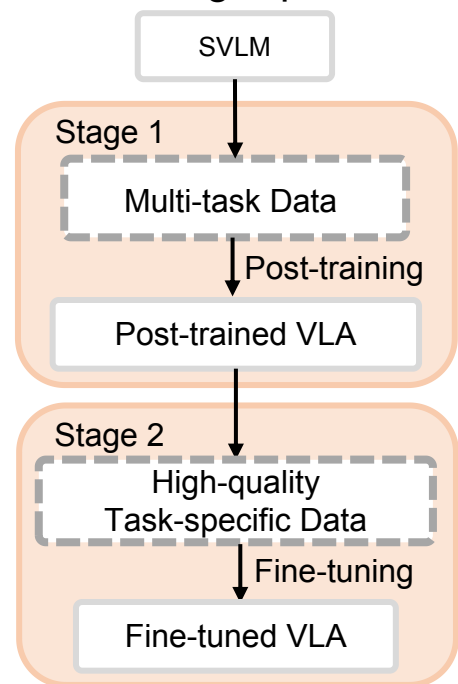 SVLM
Stage 1
Multi-task Data
Post-training
Post-trained VLA
Stage 2
High-quality
Task-specific Data
Fine-tuning
Fine-tuned VLA